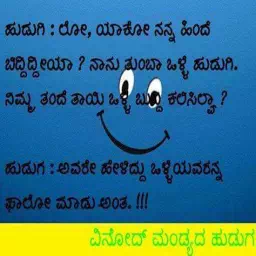 ಹುಡುಗಿ : ಲೋ, ಯಾಕೋ ನನ್ನ ಹಿಂದೆ
ಬಿದ್ದಿದ್ದೀಯಾ ? ನಾನು ತುಂಬಾ ಒಳ್ಳೆ ಹುಡುಗಿ.
ನಿಮ್ಮ ತಂದೆ ತಾಯಿ ಒಳ್ಳೆ ಬುದ್ದಿ ಕಲಿಸಿಲ್ವಾ ?
ಹುಡುಗ : ಅವರೇ ಹೇಳಿದ್ದು ಒಳ್ಳೆಯವರನ್ನ
ಫಾಲೋ ಮಾಡು ಅಂತ. !!!
ವಿನೋದ್ ಮಂಡ್ಯದ ಹುಡುಗ